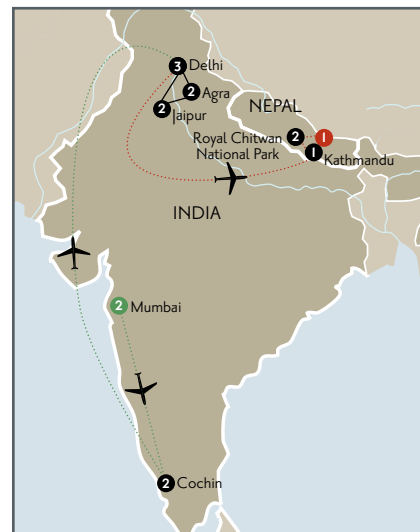 3 Delhi
2 Agra
2 Jaipur
NEPAL
Royal Chitwan 2 1
National Park
1 Kathmandu
INDIA
2 Mumbai
2 Cochin